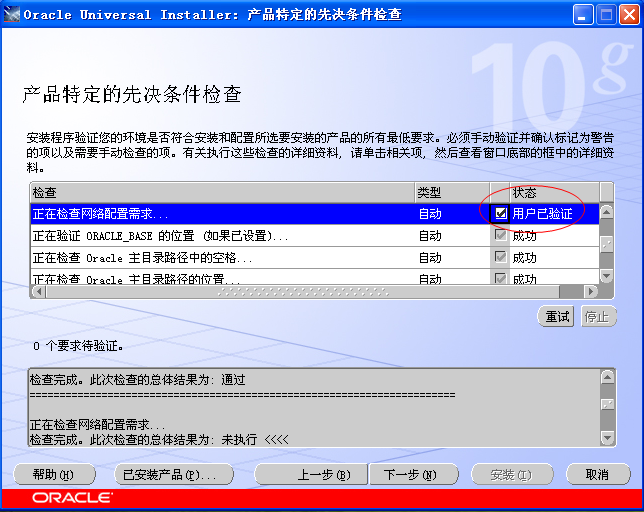 Oracle Universal Installer: 产品特定的先决条件检查
10g
产品特定的先决条件检查
安装程序验证您的环境是否符合安装和配置所选要安装的产品的所有最低要求。必须手动验证并确认标记为警告
的项以及需要手动检查的项。有关执行这些检查的详细资料, 请单击相关项, 然后查看窗口底部的框中的详细资
料。
检查 类型 状态
正在检查网络配置需求... 自动 用户已验证
正在验证 ORACLE_BASE 的位置 (如果已设置)... 自动 成功
正在检查 Oracle 主目录路径中的空格... 自动 成功
正在检查 Oracle 主目录路径的位置... 自动 成功
重试 停止
0 个要求待验证。
检查完成。此次检查的总体结果为: 通过
=======================================================================
正在检查网络配置需求...
检查完成。此次检查的总体结果为: 未执行 <<<<
帮助(H) 已安装产品(P)... 上一步(B) 下一步(N) 安装(I) 取消
ORACLE